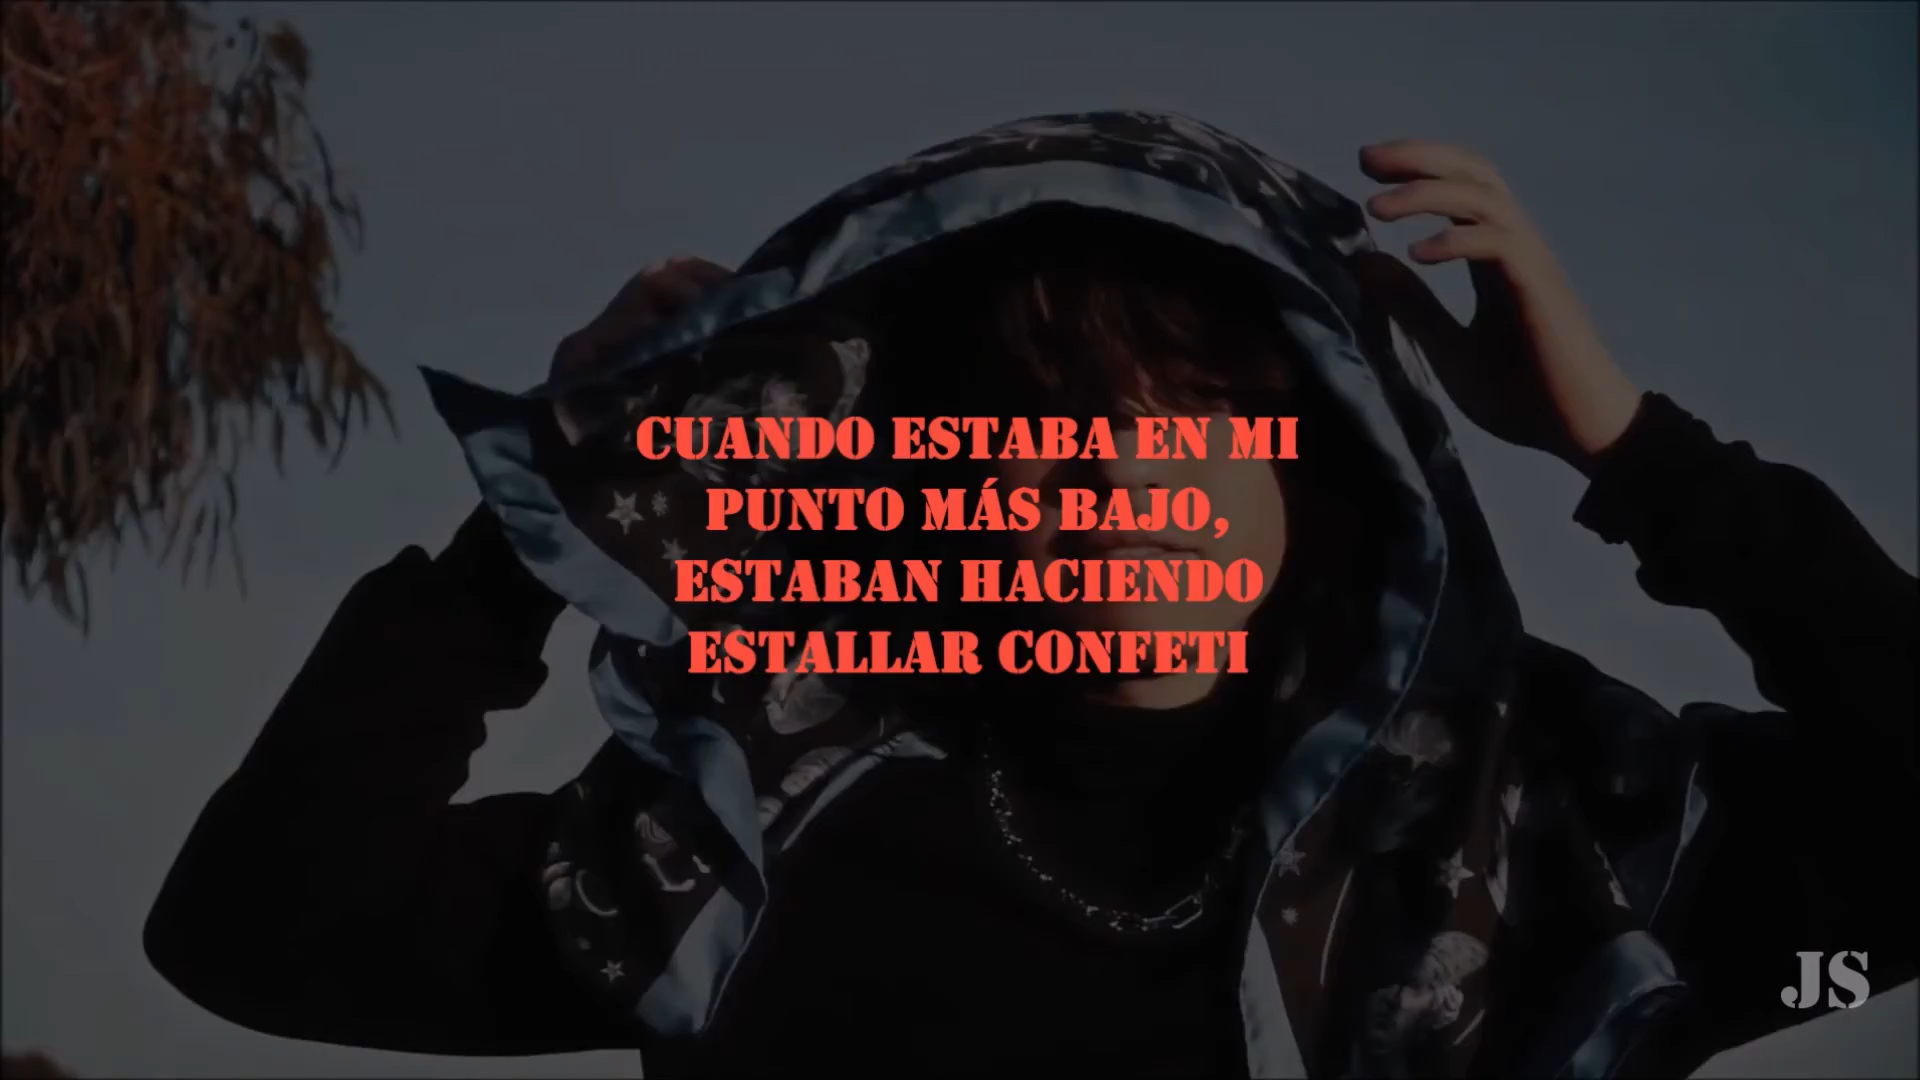 CUANDO ESTABA EN MI
PUNTO MÁS BAJO,
ESTABAN HACIENDO
ESTALLAR CONFETI
JS